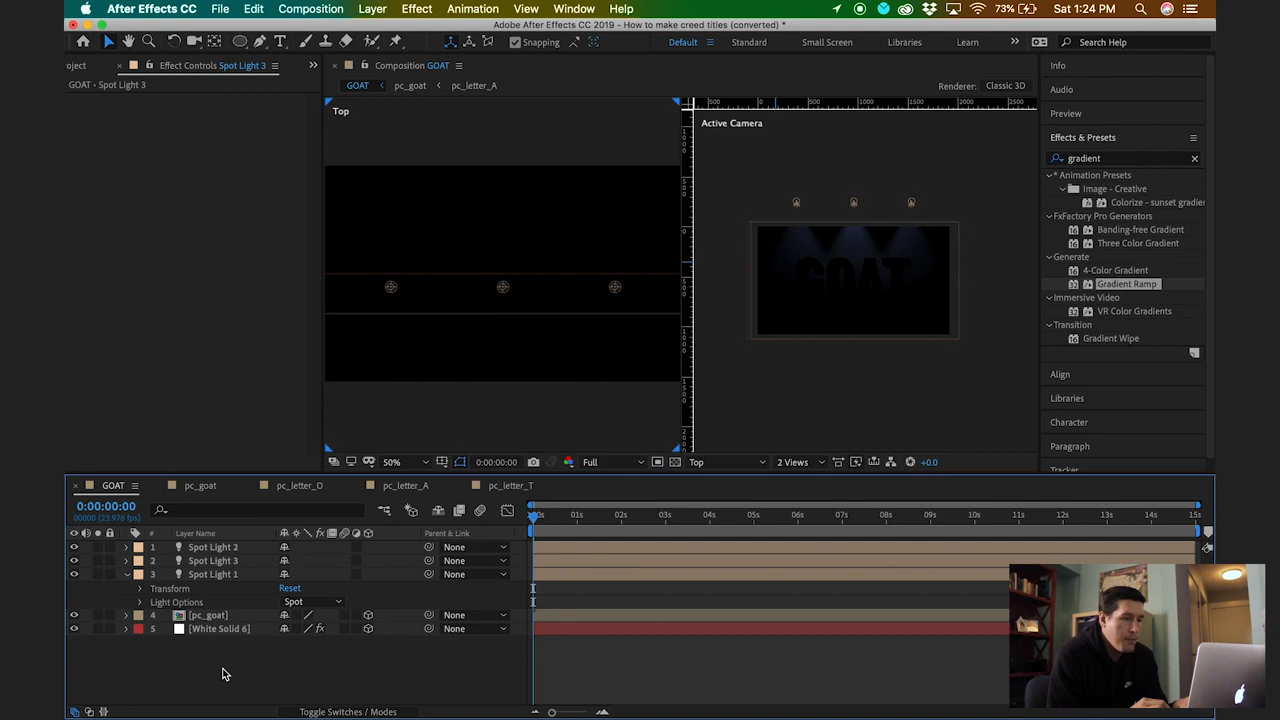 After Effects CC File Edit Composition Layer Effect Animation View Window Help 73% Sat 1:24 PM
Adobe After Effects CC 2019 - How to make creed titles (converted) *
Snapping Default Standard Small Screen Libraries Learn Search Help
oject Effect Controls Spot Light 3 Composition GOAT Info
GOAT • Spot Light 3
GOAT pc_goat pc_letter_A Renderer: Classic 3D
Audio
Top
Active Camera
Preview
Effects & Presets
gradient
* Animation Presets
Image - Creative
Colorize - sunset gradien
FxFactory Pro Generators
Banding-free Gradient
Three Color Gradient
Generate
4-Color Gradient
Gradient Ramp
Immersive Video
VR Color Gradients
Transition
Gradient Wipe
GOAT
Align
Libraries
Character
Paragraph
Tracker
50% 0:00:00:00 Full Top 2 Views +0.0
GOAT pc_goat pc_letter_O pc_letter_A pc_letter_T
0:00:00:00
00000 (23.976 fps)
01s 02s 03s 04s 05s 06s 07s 08s 09s 10s 11s 12s 13s 14s 15s
# Layer Name Parent & Link
1 Spot Light 2 None
2 Spot Light 3 None
3 Spot Light 1 None
Transform Reset
Light Options Spot
4 [pc_goat] None
5 [White Solid 6] None
Toggle Switches / Modes